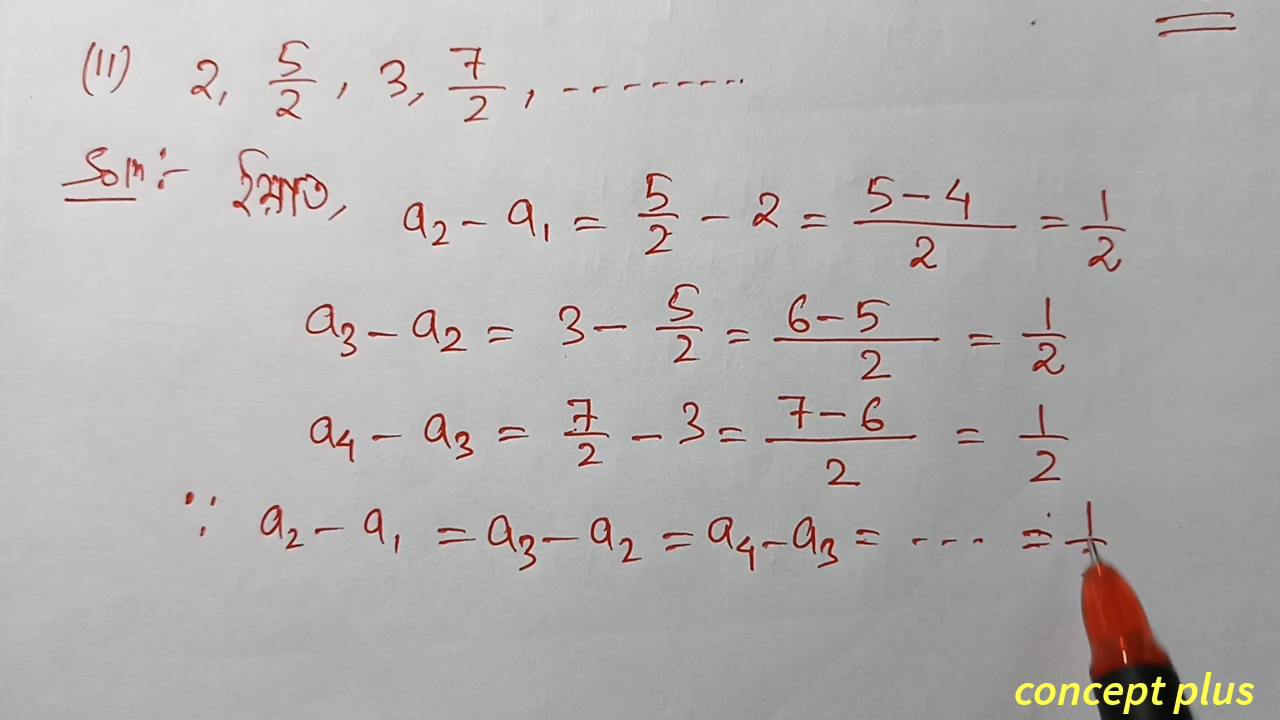 (II) 2, 5/2, 3, 7/2, --------
Soln:- ইয়াত, a₂ - a₁ = 5/2 - 2 = (5-4)/2 = 1/2
a₃ - a₂ = 3 - 5/2 = (6-5)/2 = 1/2
a₄ - a₃ = 7/2 - 3 = (7-6)/2 = 1/2
∵ a₂ - a₁ = a₃ - a₂ = a₄ - a₃ = --- = 1/
concept plus